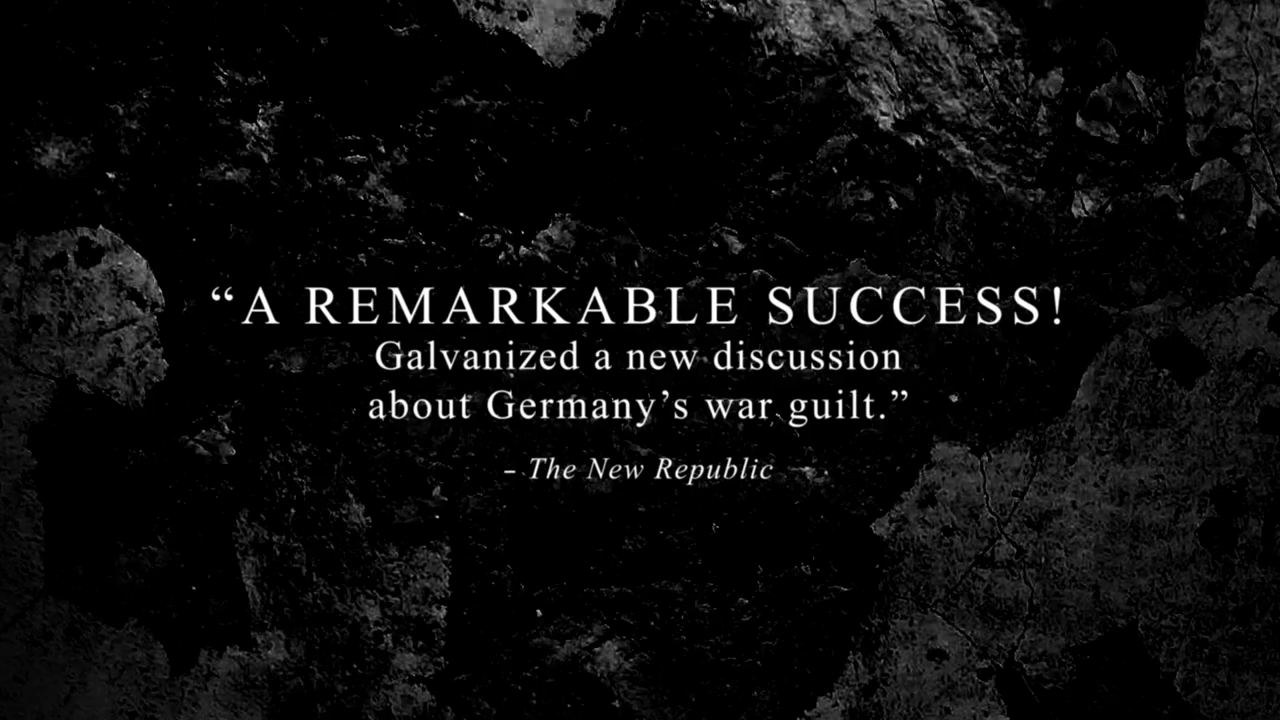 “A REMARKABLE SUCCESS!
Galvanized a new discussion
about Germany’s war guilt.”
– The New Republic